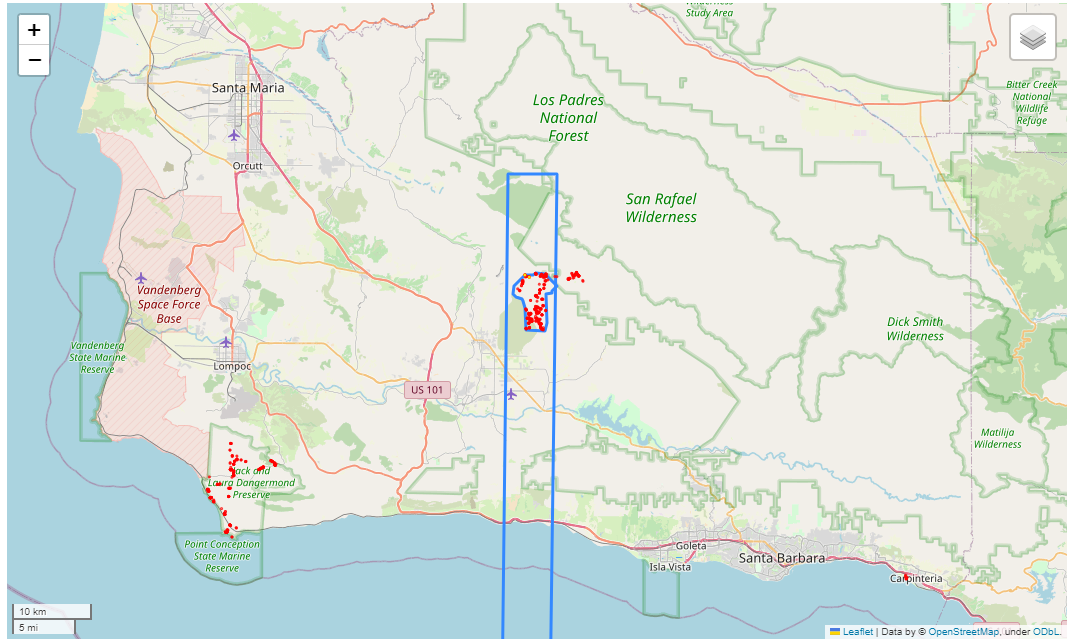 Wilderness
Study Area
+
−
Santa Maria
Bitter Creek
National
Wildlife
Refuge
Los Padres
National
Forest
Orcutt
San Rafael
Wilderness
Vandenberg
Space Force
Base
Dick Smith
Wilderness
Vandenberg
State Marine
Reserve
Lompoc
US 101
Matilija
Wilderness
Jack and
Laura Dangermond
Preserve
Point Conception
State Marine
Reserve
Goleta
Isla Vista
Santa Barbara
Carpinteria
10 km
5 mi
Leaflet | Data by © OpenStreetMap, under ODbL.